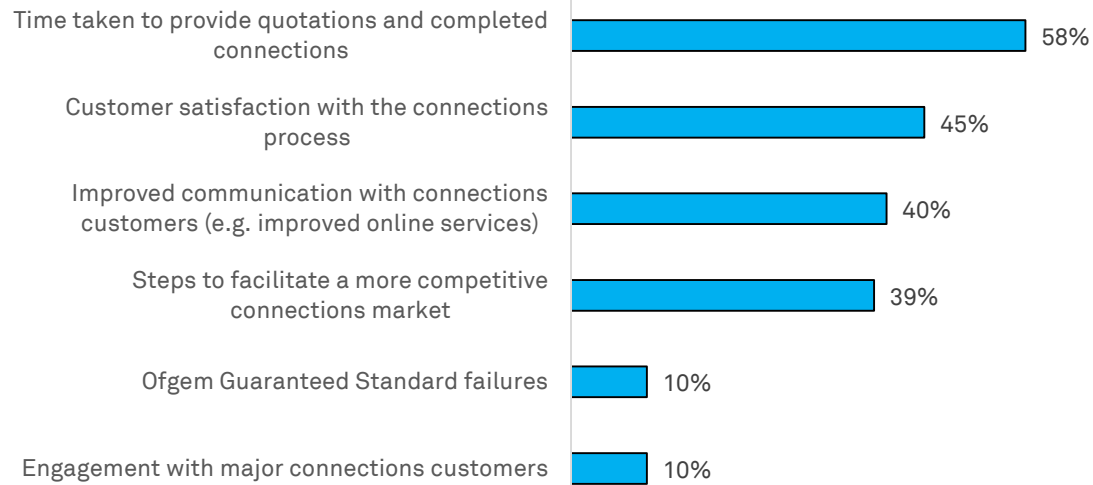 Time taken to provide quotations and completed
connections
58%
Customer satisfaction with the connections
process
45%
Improved communication with connections
customers (e.g. improved online services)
40%
Steps to facilitate a more competitive
connections market
39%
Ofgem Guaranteed Standard failures
10%
Engagement with major connections customers
10%